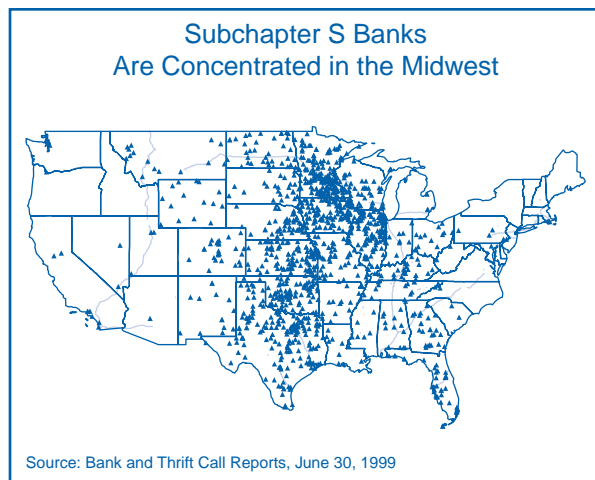 Subchapter S Banks
Are Concentrated in the Midwest
Source: Bank and Thrift Call Reports, June 30, 1999